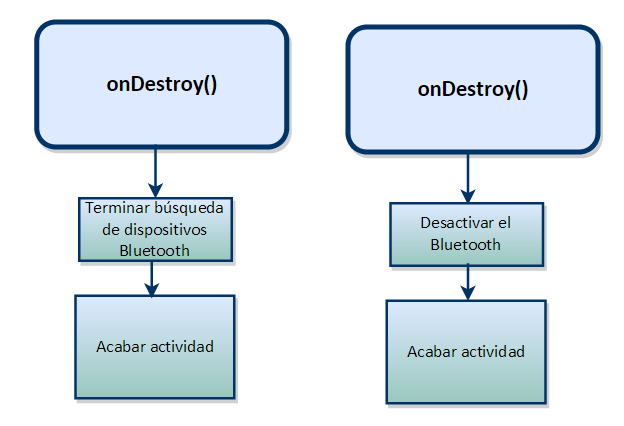 onDestroy()
Terminar búsqueda
de dispositivos
Bluetooth
Acabar actividad
onDestroy()
Desactivar el
Bluetooth
Acabar actividad